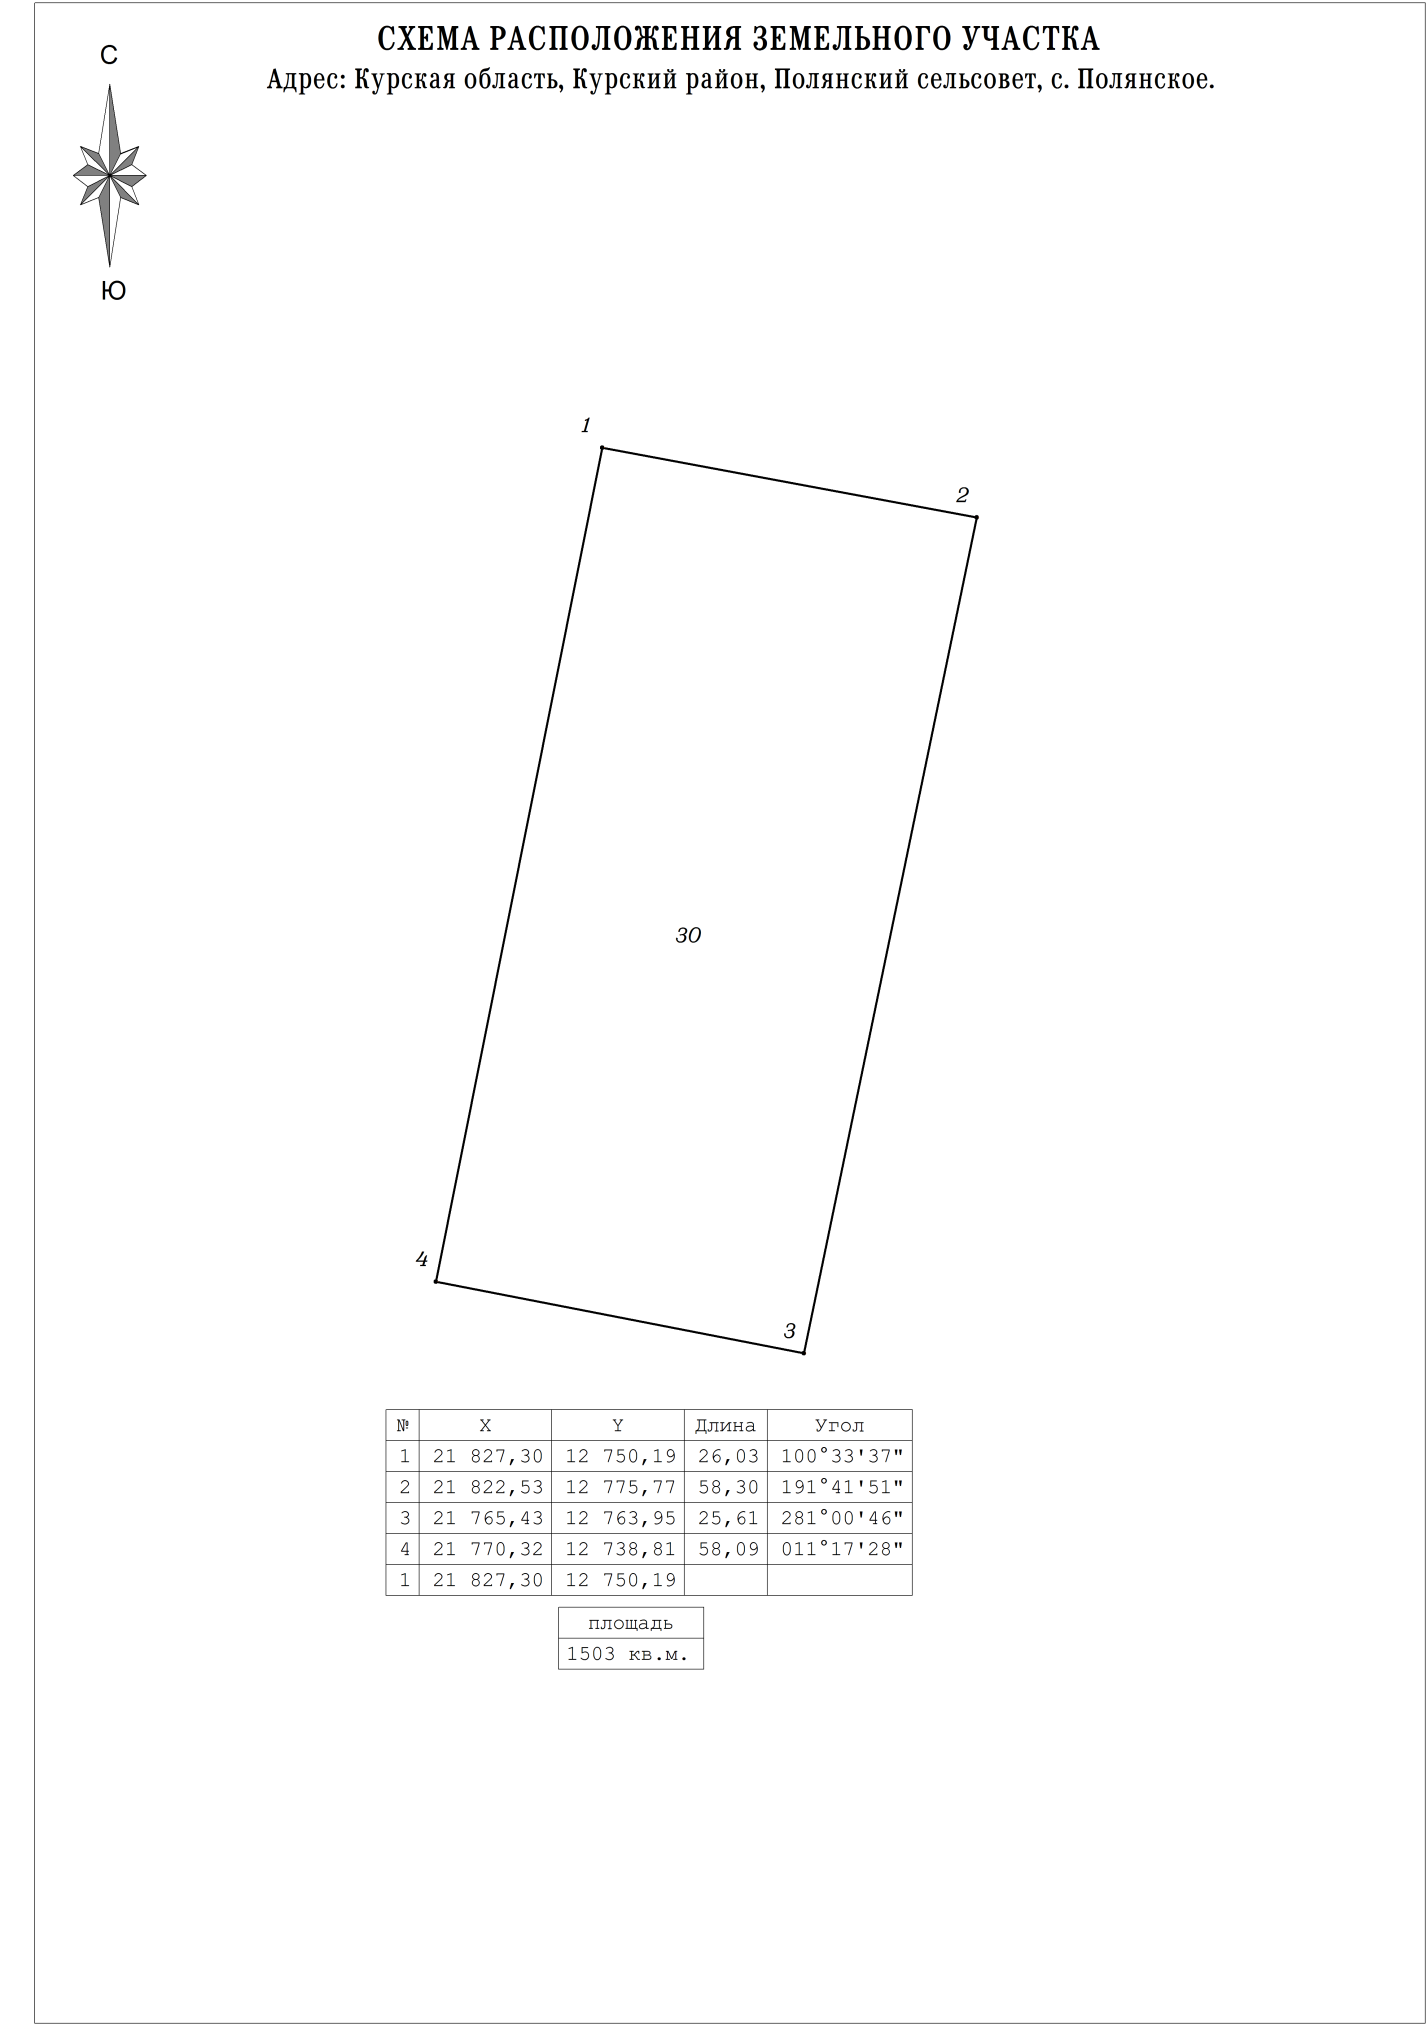 СХЕМА РАСПОЛОЖЕНИЯ ЗЕМЕЛЬНОГО УЧАСТКА
Адрес: Курская область, Курский район, Полянский сельсовет, с. Полянское.
С
Ю
1
2
30
4
3
№ X Y Длина Угол
1 21 827,30 12 750,19 26,03 100°33'37"
2 21 822,53 12 775,77 58,30 191°41'51"
3 21 765,43 12 763,95 25,61 281°00'46"
4 21 770,32 12 738,81 58,09 011°17'28"
1 21 827,30 12 750,19
площадь
1503 кв.м.